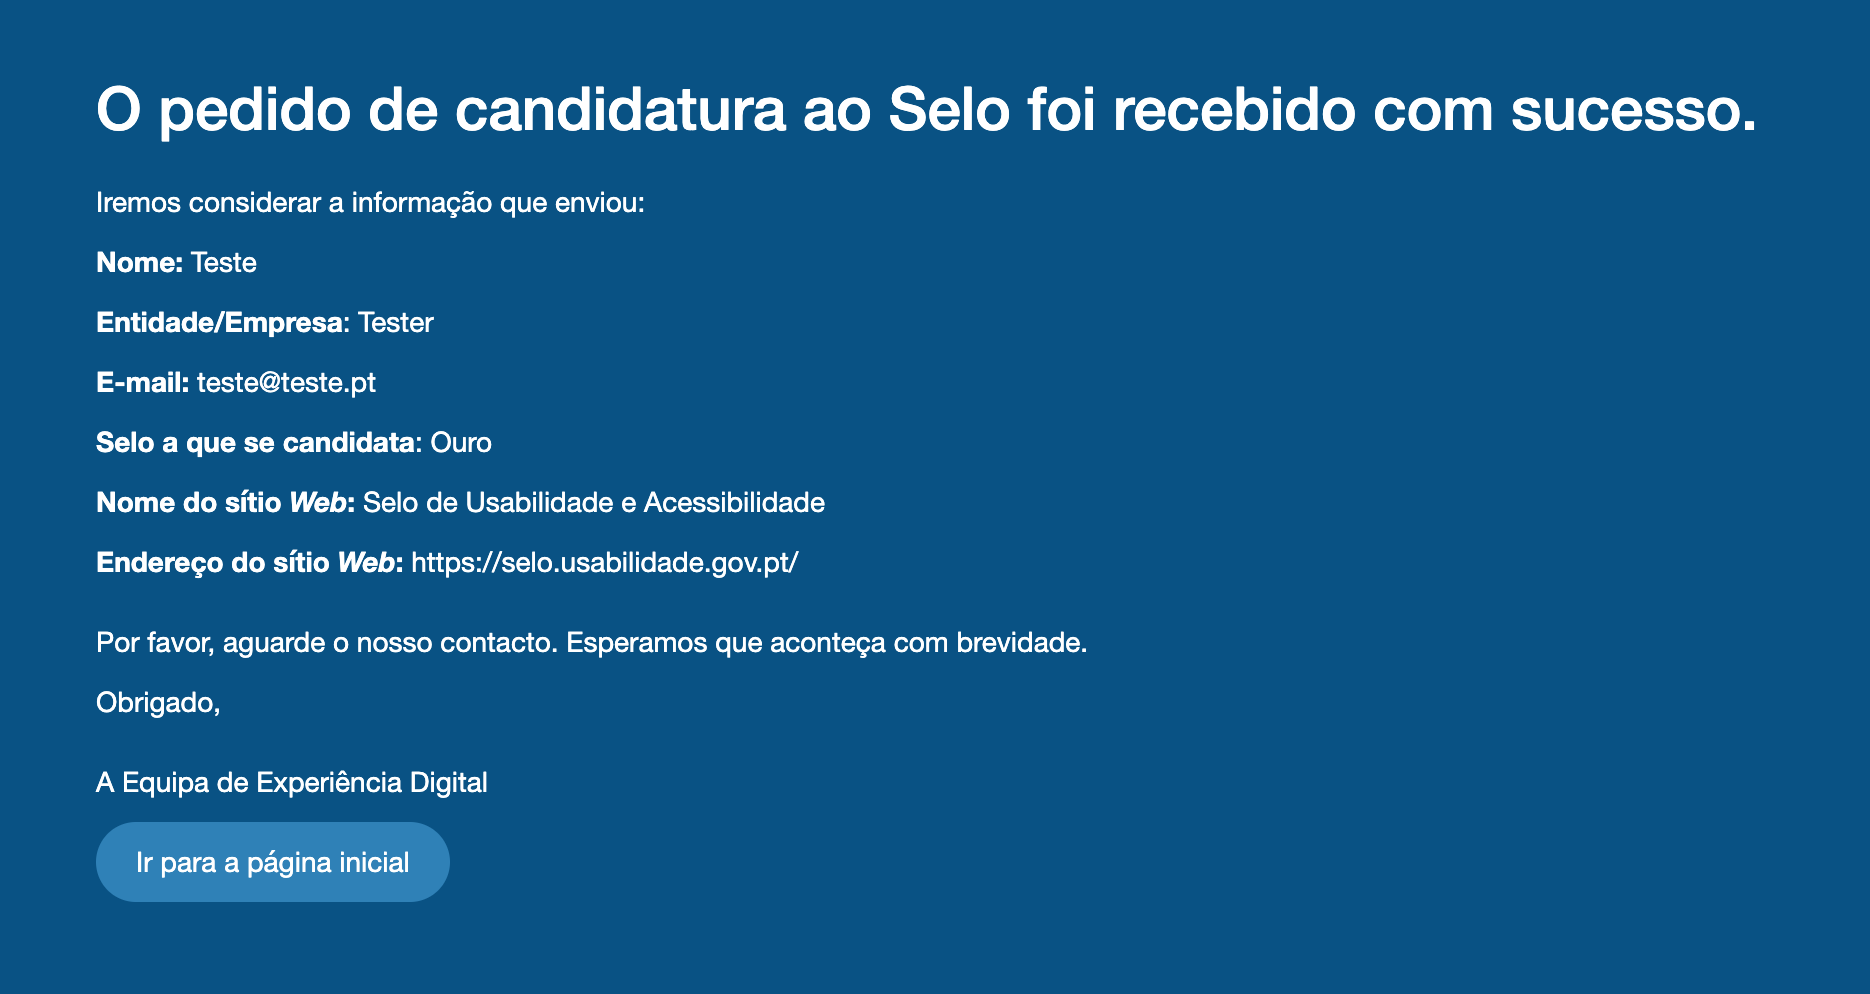 O pedido de candidatura ao Selo foi recebido com sucesso.
Iremos considerar a informação que enviou:
Nome: Teste
Entidade/Empresa: Tester
E-mail: teste@teste.pt
Selo a que se candidata: Ouro
Nome do sítio Web: Selo de Usabilidade e Acessibilidade
Endereço do sítio Web: https://selo.usabilidade.gov.pt/
Por favor, aguarde o nosso contacto. Esperamos que aconteça com brevidade.
Obrigado,
A Equipa de Experiência Digital
Ir para a página inicial